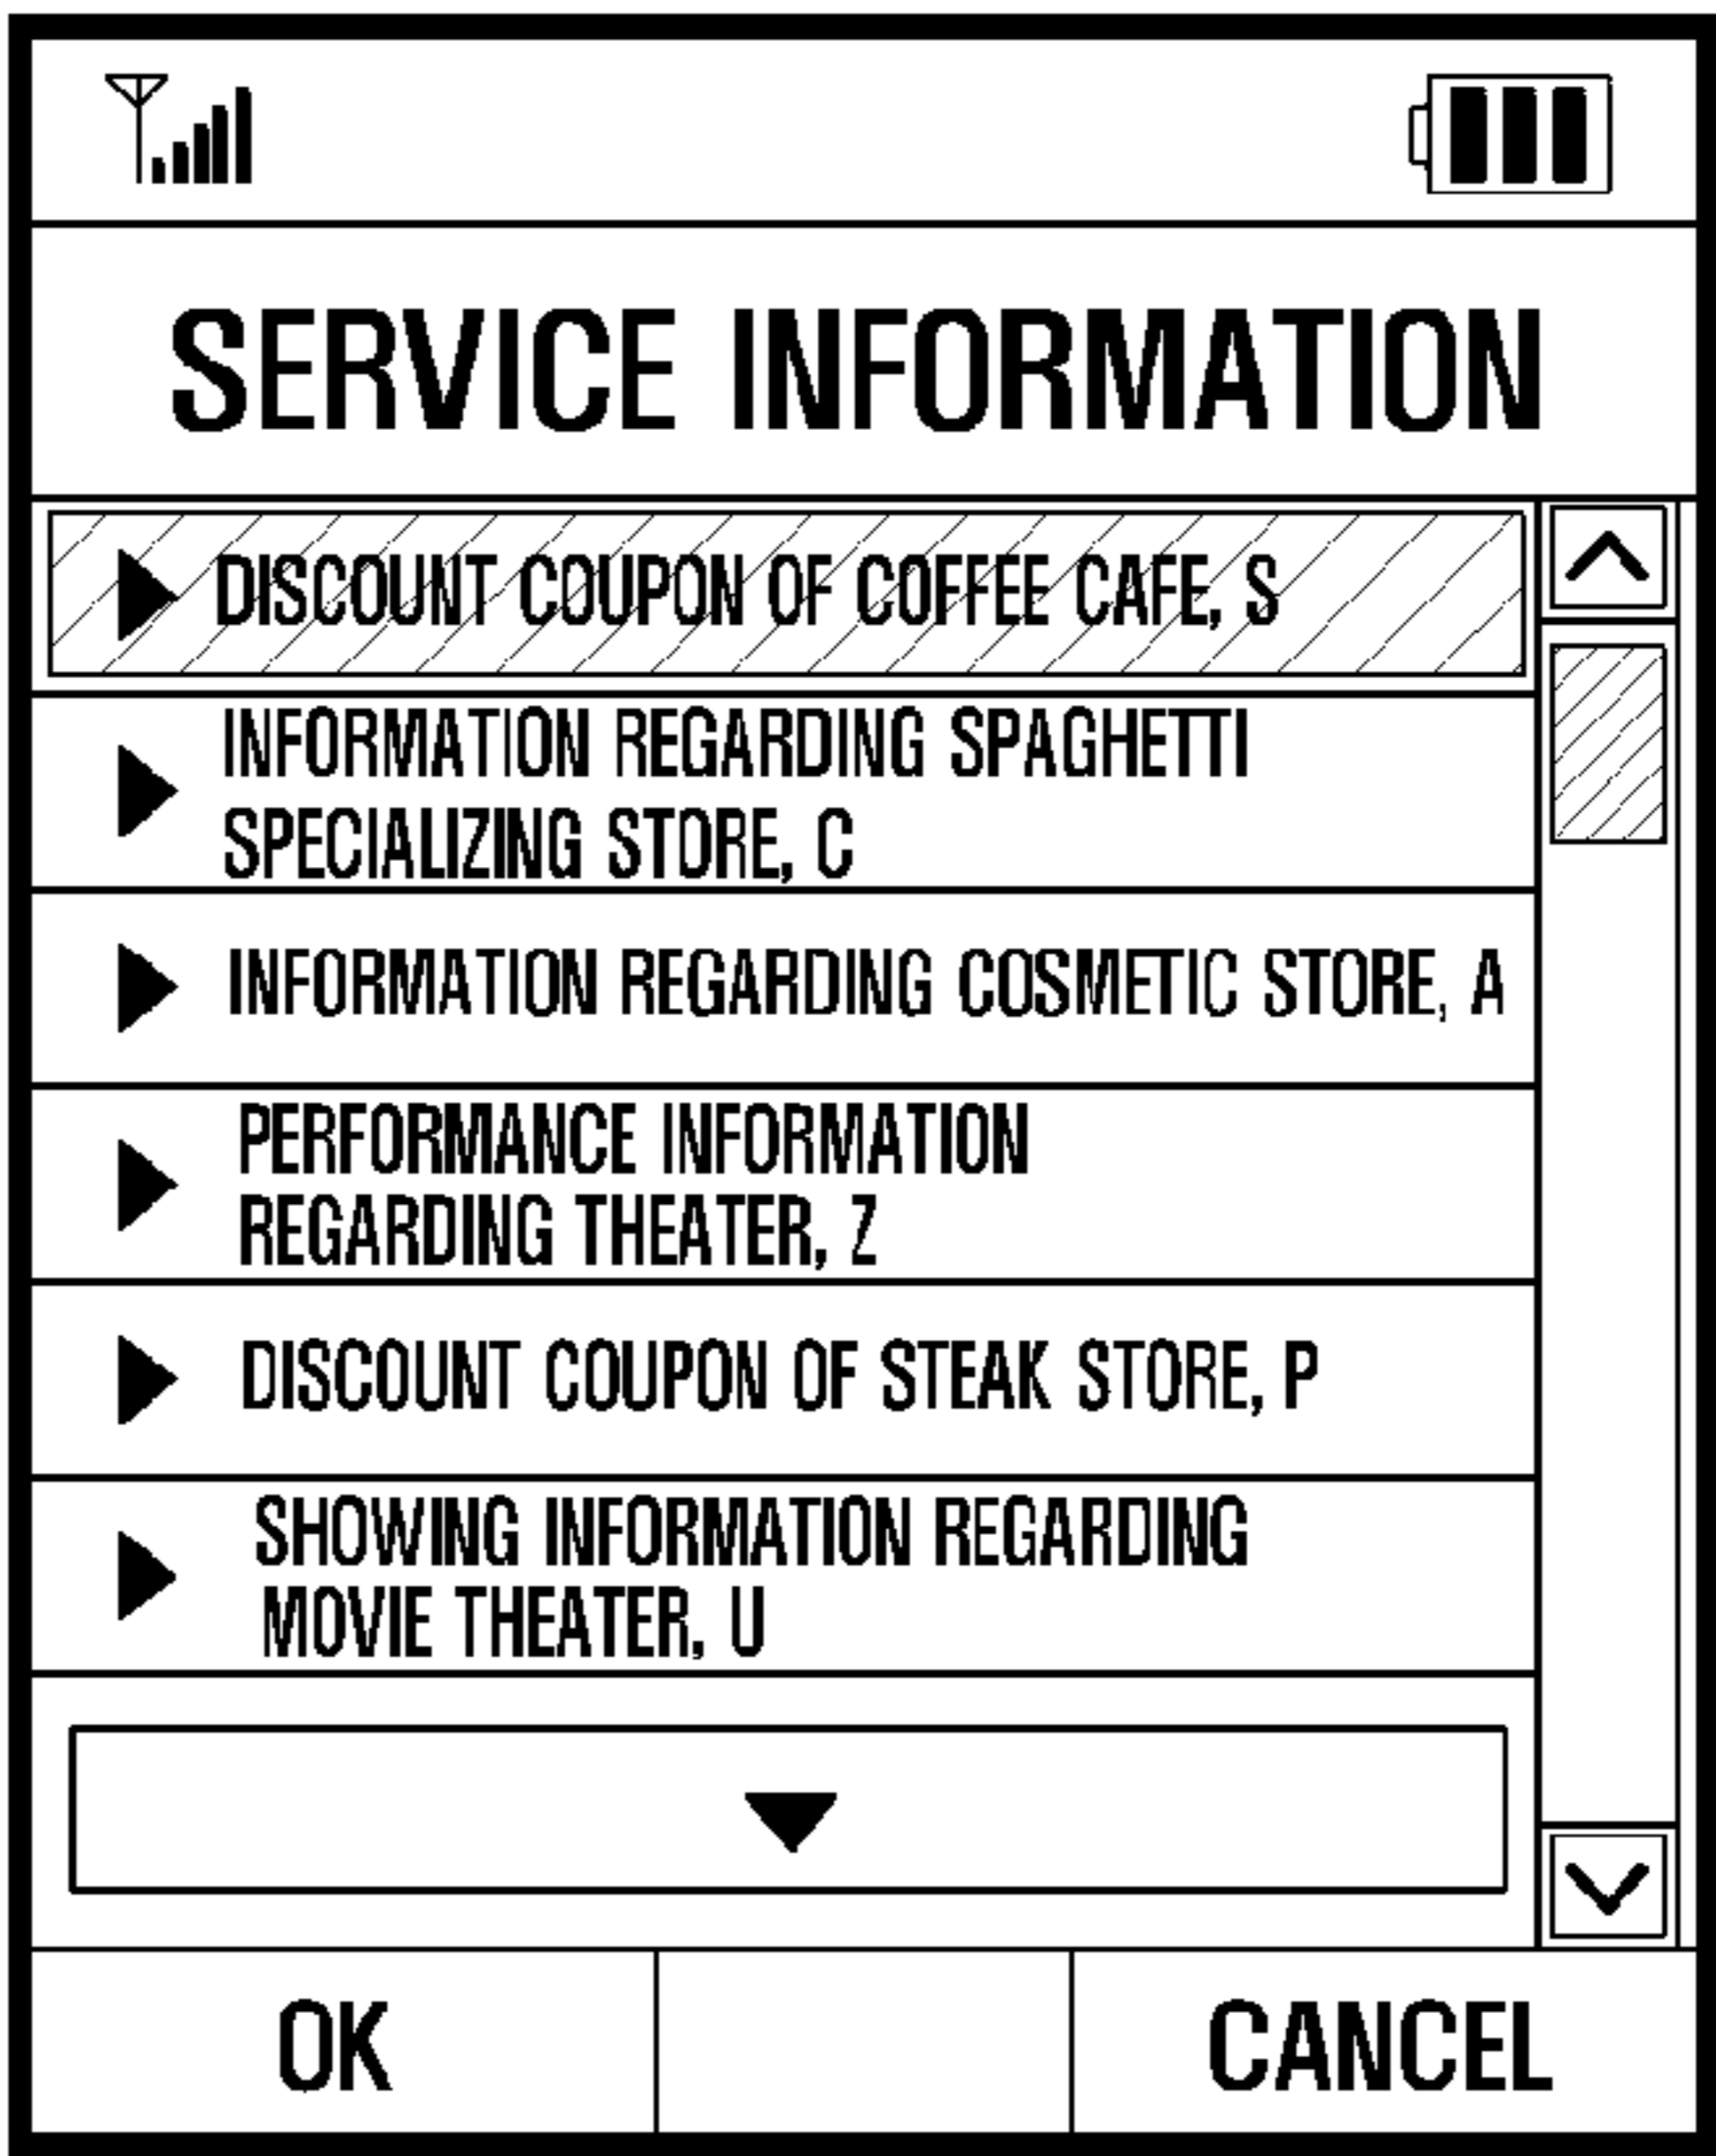 SERVICE INFORMATION
DISCOUNT COUPON OF COFFEE CAFE, S
INFORMATION REGARDING SPAGHETTI
SPECIALIZING STORE, C
INFORMATION REGARDING COSMETIC STORE, A
PERFORMANCE INFORMATION
REGARDING THEATER, Z
DISCOUNT COUPON OF STEAK STORE, P
SHOWING INFORMATION REGARDING
MOVIE THEATER, U
OK
CANCEL